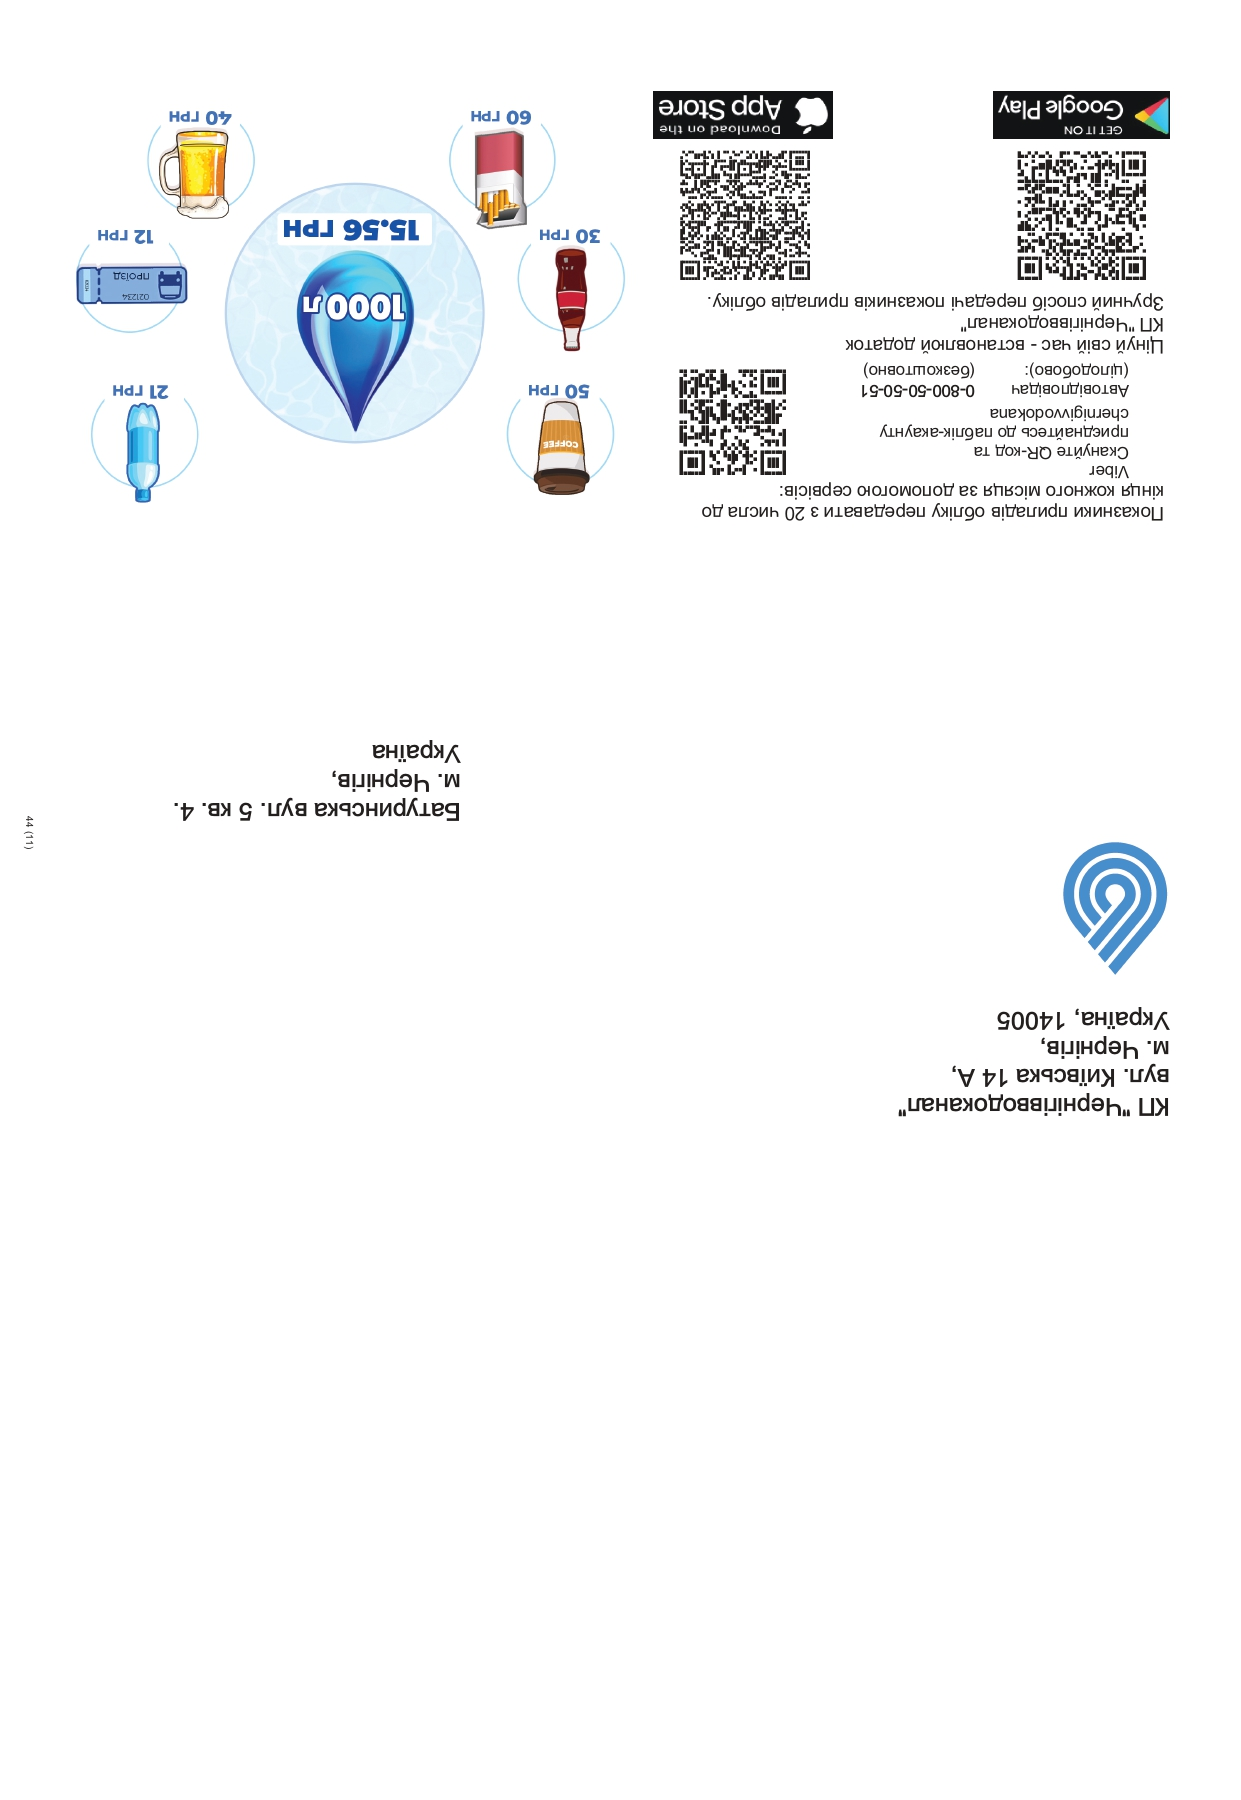 КП "Чернігівводоканал"
вул. Київська 14 А,
м. Чернігів,
Україна, 14005
Батуринська вул. 5 кв. 4.
м. Чернігів,
Україна
44 (11)
Показники приладів обліку передавати з 20 числа до
кінця кожного місяця за допомогою сервісів:
Viber
Скануйте QR-код та
приєднайтесь до паблік-акаунту
chernigivvodokana
Автовідповідач 0-800-50-50-51
(цілодобово): (безкоштовно)
Цінуй свій час - встановлюй додаток
КП "Чернігівводоканал"
Зручний спосіб передачі показників приладів обліку.
GET IT ON
Google Play
Download on the
App Store
COFFEE
50 ГРН
21 ГРН
1000 л
15.56 ГРН
30 ГРН
021234
ПРОЇЗД
12 ГРН
60 ГРН
40 ГРН